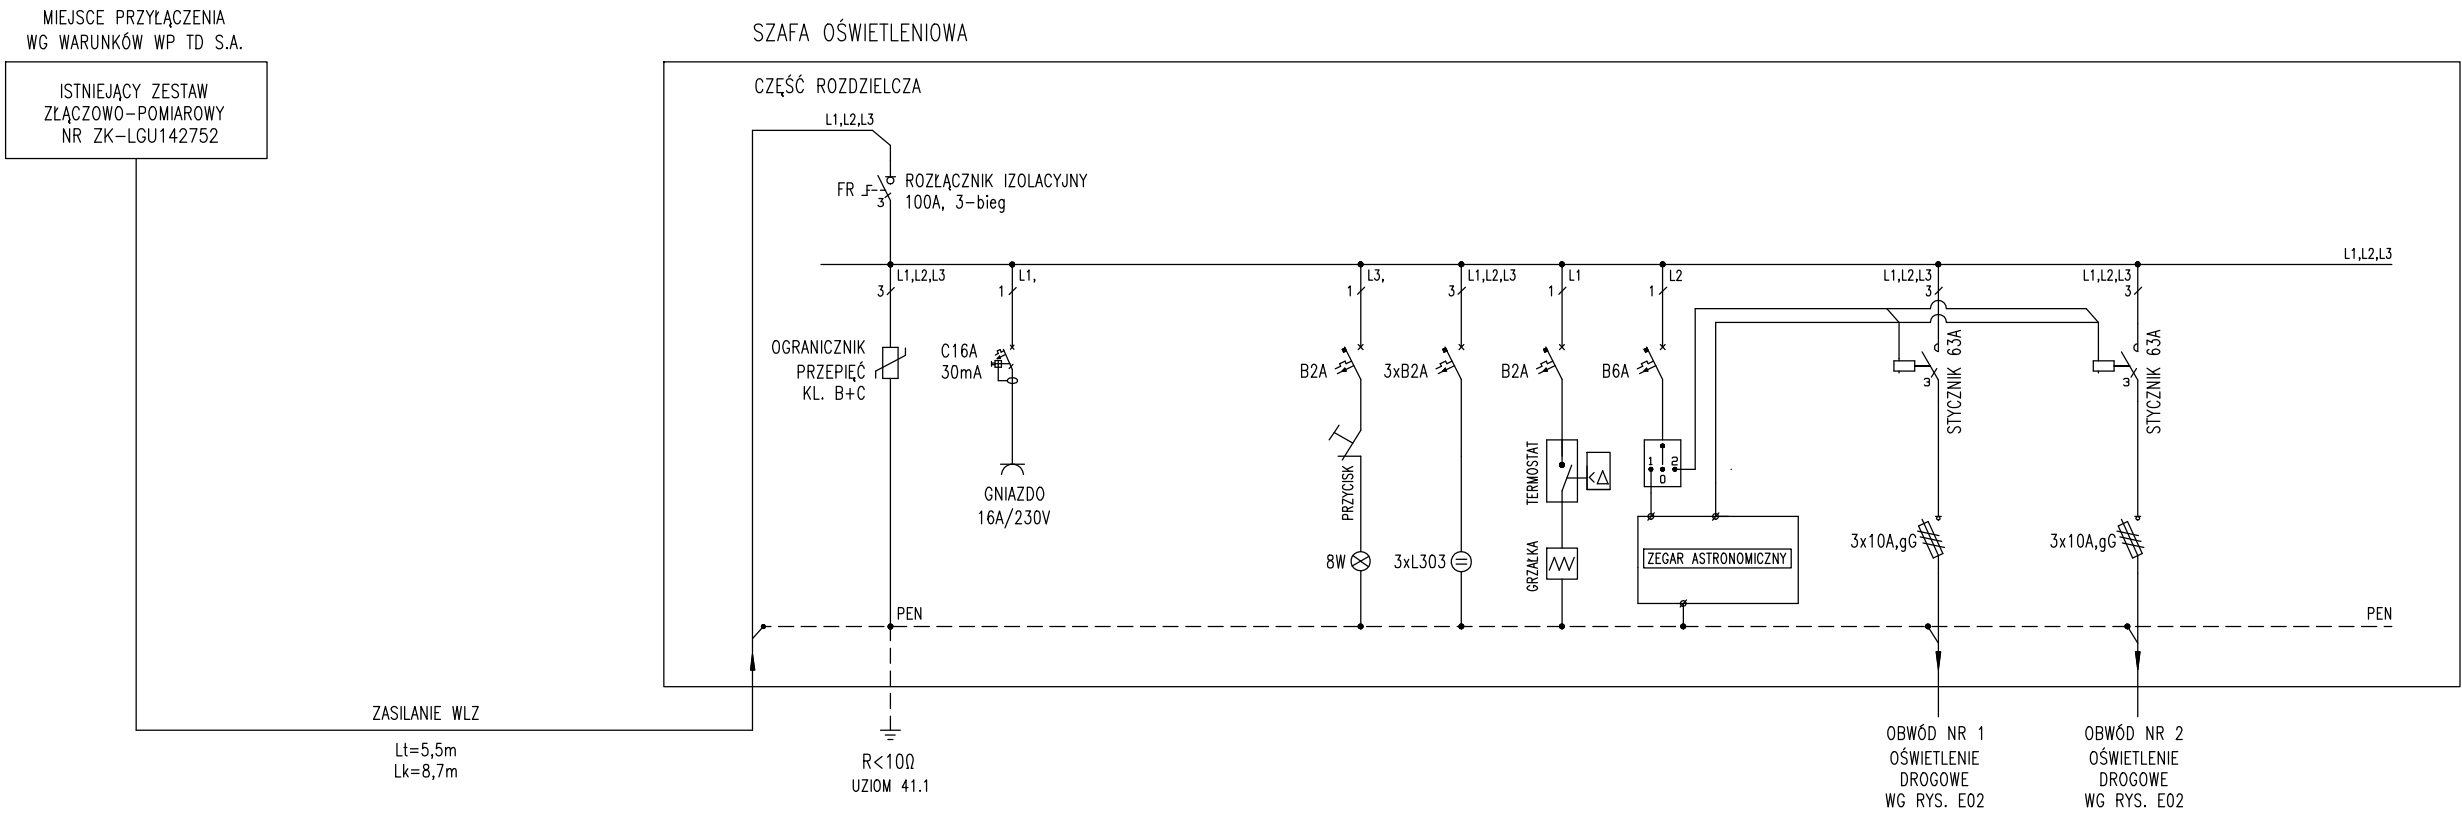 MIEJSCE PRZYŁĄCZENIA
WG WARUNKÓW WP TD S.A.
ISTNIEJĄCY ZESTAW
ZŁĄCZOWO-POMIAROWY
NR ZK-LGU142752
SZAFA OŚWIETLENIOWA
CZĘŚĆ ROZDZIELCZA
L1,L2,L3
FR
3
ROZŁĄCZNIK IZOLACYJNY
100A, 3-bieg
L1,L2,L3
L1,L2,L3
3
L1,
1
L3,
1
L1,L2,L3
3
L1
1
L2
1
L1,L2,L3
3
L1,L2,L3
3
OGRANICZNIK
PRZEPIĘĆ
KL. B+C
C16A
30mA
GNIAZDO
16A/230V
B2A
PRZYCISK
8W
3xB2A
3xL303
B2A
TERMOSTAT
<Δ
GRZAŁKA
B6A
1 2
0
ZEGAR ASTRONOMICZNY
3
STYCZNIK 63A
3x10A,gG
3
STYCZNIK 63A
3x10A,gG
PEN
PEN
ZASILANIE WLZ
Lt=5,5m
Lk=8,7m
R<10Ω
UZIOM 41.1
OBWÓD NR 1
OŚWIETLENIE
DROGOWE
WG RYS. E02
OBWÓD NR 2
OŚWIETLENIE
DROGOWE
WG RYS. E02